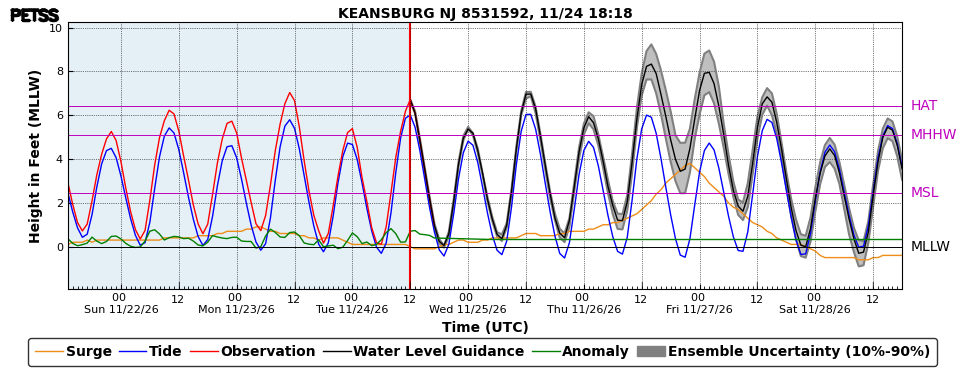 PETSS
KEANSBURG NJ 8531592, 11/24 18:18
Height in Feet (MLLW)
10
8
6
4
2
0
HAT
MHHW
MSL
MLLW
00 12 00 12 00 12 00 12 00 12 00 12 00 12
Sun 11/22/26 Mon 11/23/26 Tue 11/24/26 Wed 11/25/26 Thu 11/26/26 Fri 11/27/26 Sat 11/28/26
Time (UTC)
Surge Tide Observation Water Level Guidance Anomaly Ensemble Uncertainty (10%-90%)